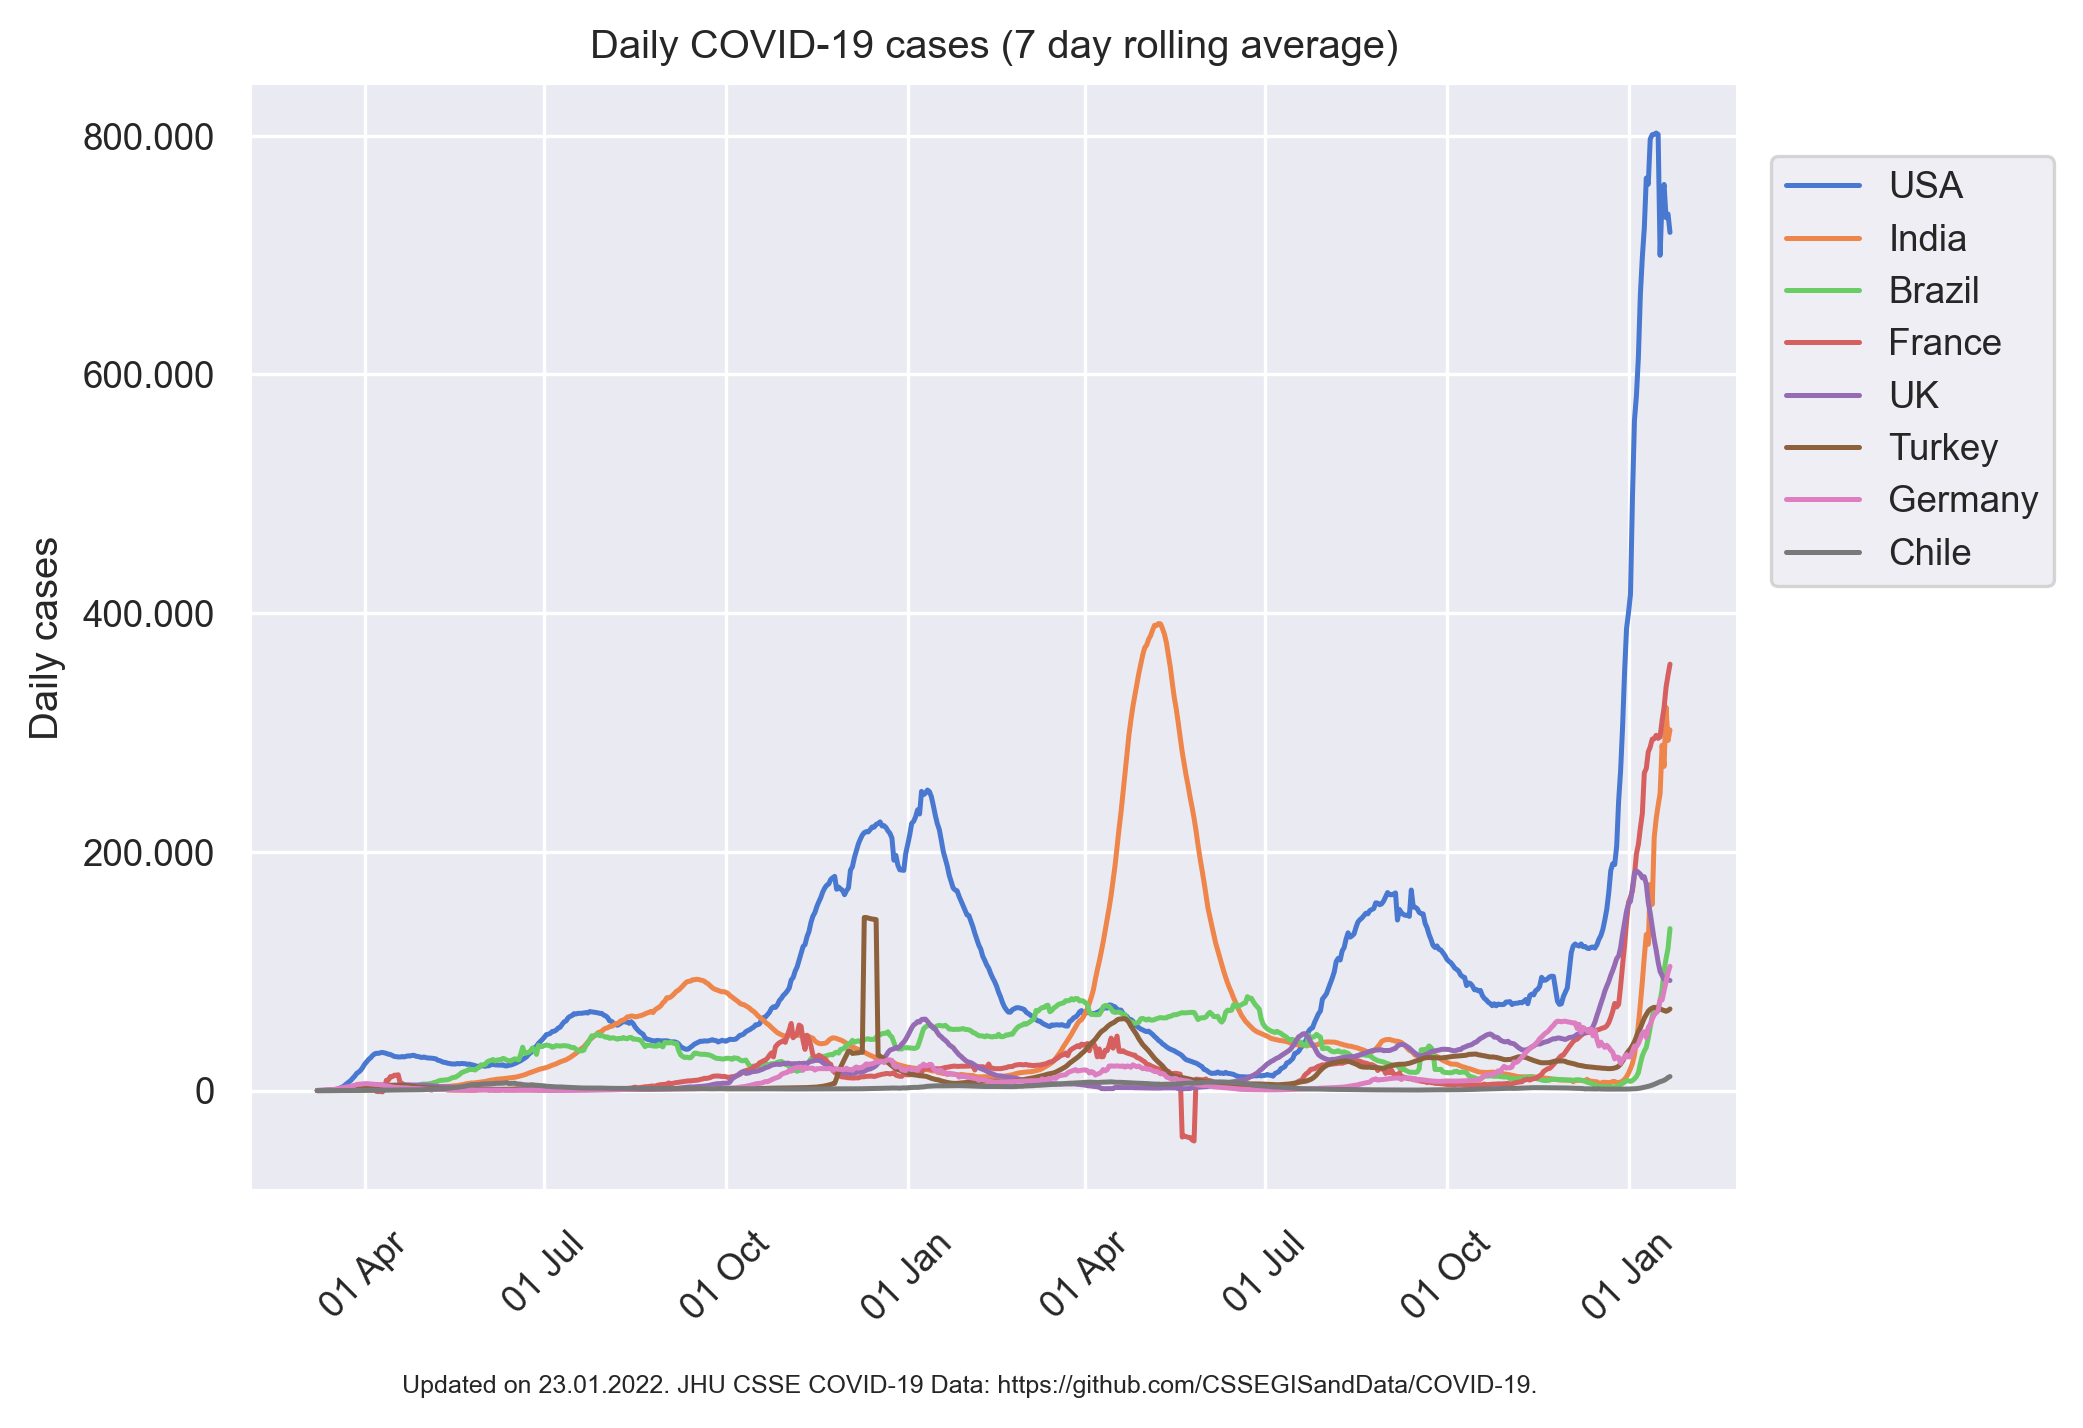 Daily COVID-19 cases (7 day rolling average)
Daily cases
800.000
600.000
400.000
200.000
0
USA
India
Brazil
France
UK
Turkey
Germany
Chile
01 Apr
01 Jul
01 Oct
01 Jan
01 Apr
01 Jul
01 Oct
01 Jan
Updated on 23.01.2022. JHU CSSE COVID-19 Data: https://github.com/CSSEGISandData/COVID-19.